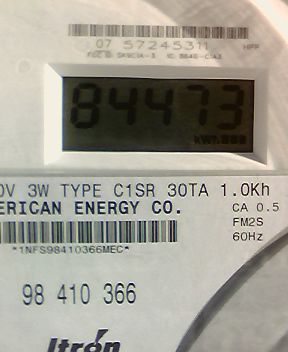 07 57245311
84473
0V 3W TYPE C1SR 30TA 1.0Kh
ERICAN ENERGY CO.
CA 0.5
FM2S
60Hz
*1NFS98410366MEC*
98 410 366
Itron